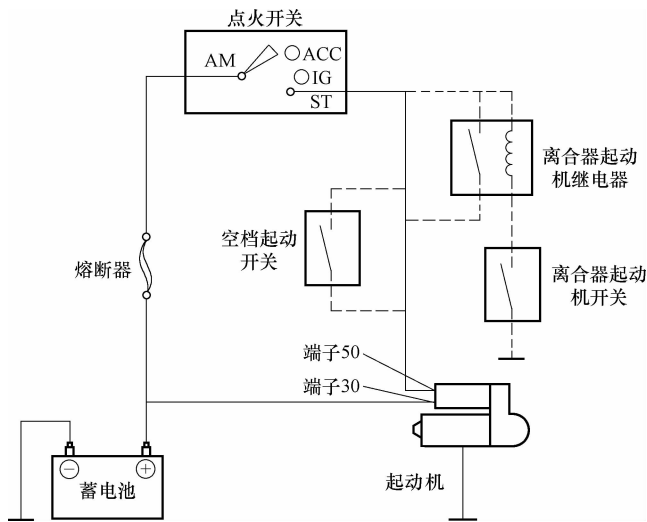 点火开关
AM
ACC
IG
ST
离合器起动
机继电器
空档起动
开关
熔断器
离合器起动
机开关
端子50
端子30
蓄电池
起动机